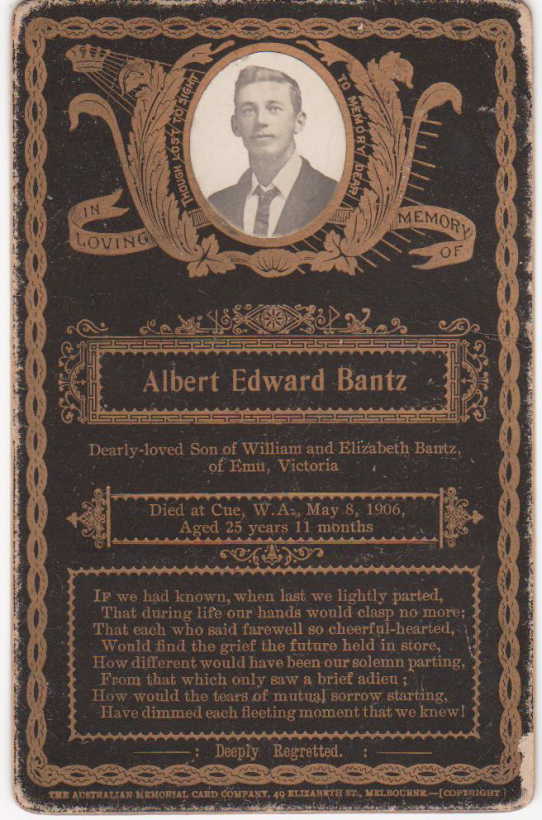 THOUGH LOST TO SIGHT
TO MEMORY DEAR
IN
LOVING
MEMORY
OF
Albert Edward Bantz
Dearly-loved Son of William and Elizabeth Bantz,
of Emu, Victoria
Died at Cue, W.A., May 8, 1906,
Aged 25 years 11 months
IF we had known, when last we lightly parted,
That during life our hands would clasp no more;
That each who said farewell so cheerful-hearted,
Would find the grief the future held in store,
How different would have been our solemn parting,
From that which only saw a brief adieu;
How would the tears of mutual sorrow starting,
Have dimmed each fleeting moment that we knew!
: Deeply Regretted. :
THE AUSTRALIAN MEMORIAL CARD COMPANY, 49 ELIZABETH ST., MELBOURNE.—[COPYRIGHT]